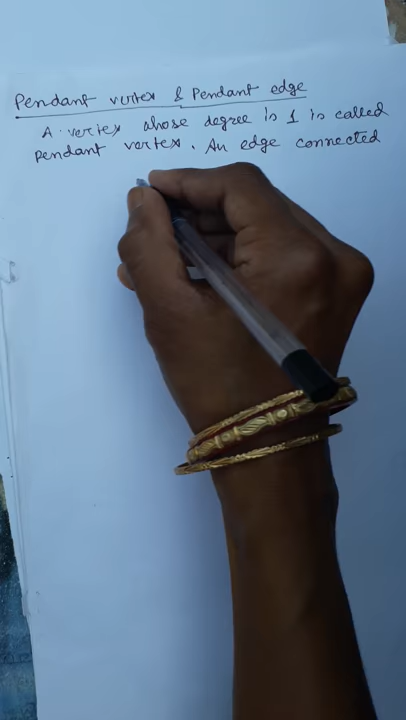 Pendant vertex & Pendant edge
A vertex whose degree is 1 is called
pendant vertex. An edge connected